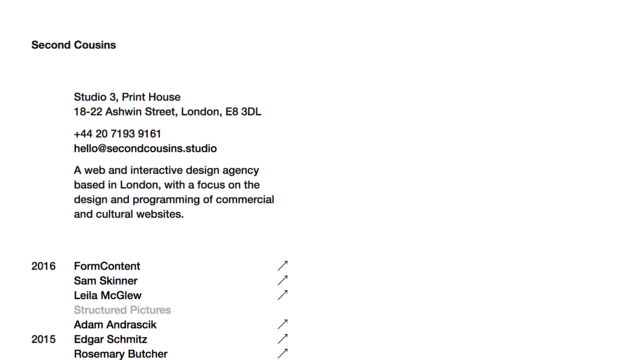 Second Cousins
Studio 3, Print House
18-22 Ashwin Street, London, E8 3DL
+44 20 7193 9161
hello@secondcousins.studio
A web and interactive design agency
based in London, with a focus on the
design and programming of commercial
and cultural websites.
2016 FormContent ↗
Sam Skinner ↗
Leila McGlew ↗
Structured Pictures
Adam Andrascik ↗
2015 Edgar Schmitz ↗
Rosemary Butcher ↗